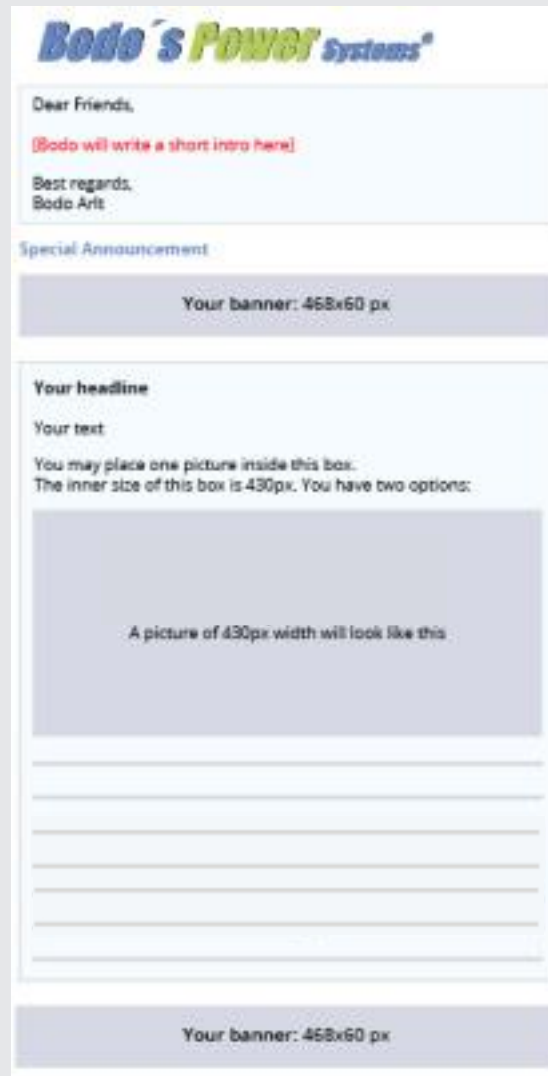 Bodo´s Power Systems®
Dear Friends,
[Bodo will write a short intro here]
Best regards,
Bodo Arlt
Special Announcement
Your banner: 468x60 px
Your headline
Your text
You may place one picture inside this box.
The inner size of this box is 430px. You have two options:
A picture of 430px width will look like this
Your banner: 468x60 px